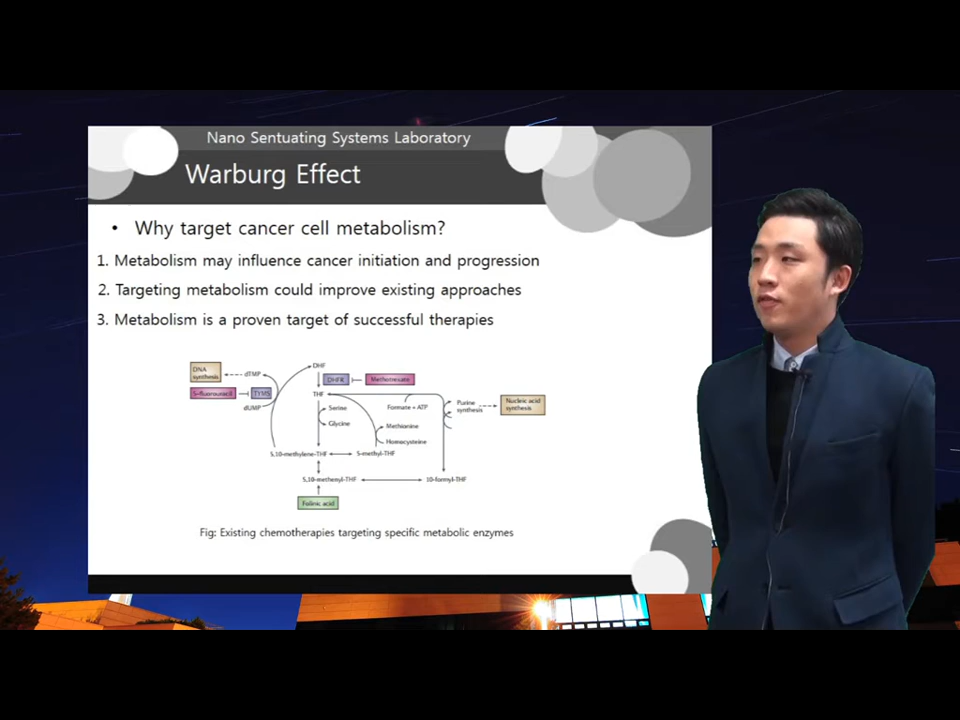 Nano Sentuating Systems Laboratory
Warburg Effect
• Why target cancer cell metabolism?
1. Metabolism may influence cancer initiation and progression
2. Targeting metabolism could improve existing approaches
3. Metabolism is a proven target of successful therapies
DNA synthesis
dTMP
DHF
5-fluorouracil
TYMS
DHFR
Methotrexate
dUMP
THF
Serine
Glycine
Formate + ATP
Purine synthesis
Nucleic acid synthesis
Methionine
Homocysteine
5,10-methylene-THF
5-methyl-THF
5,10-methenyl-THF
10-formyl-THF
Folinic acid
Fig: Existing chemotherapies targeting specific metabolic enzymes